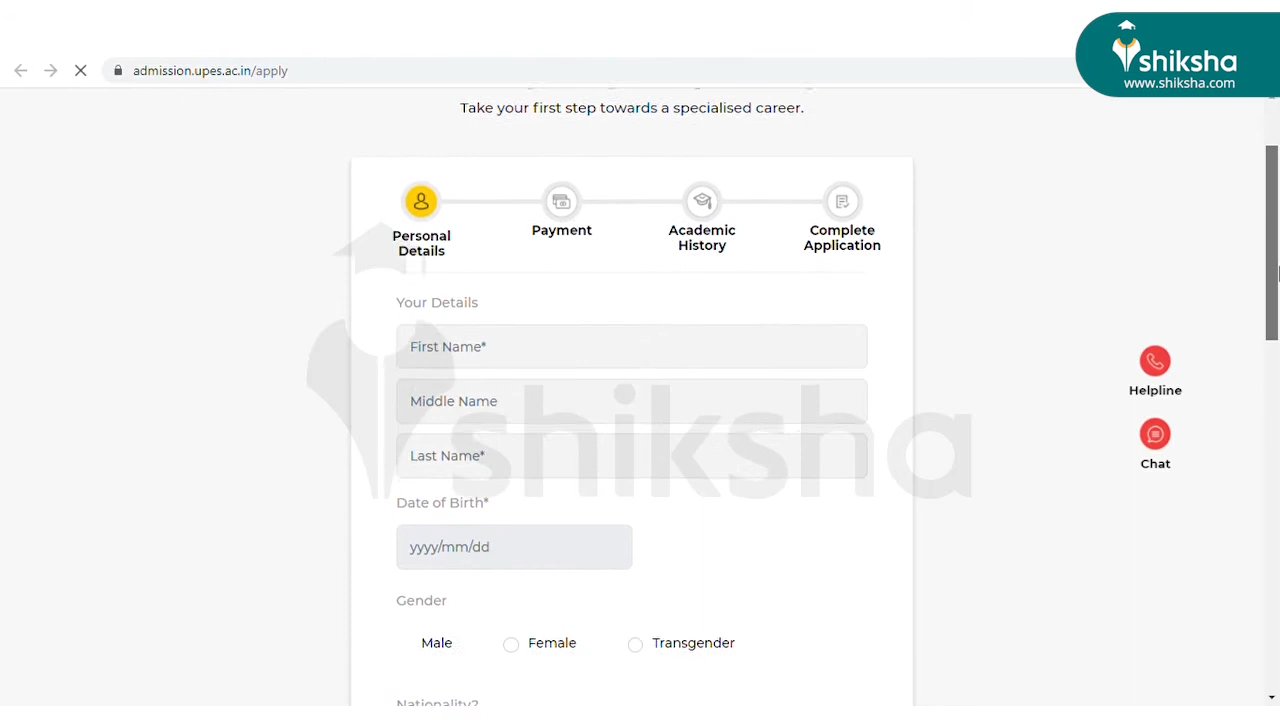 shiksha
www.shiksha.com
admission.upes.ac.in/apply
Take your first step towards a specialised career.
Personal
Details
Payment
Academic
History
Complete
Application
Your Details
First Name*
Middle Name
Last Name*
shiksha
Date of Birth*
yyyy/mm/dd
Gender
Male
Female
Transgender
Nationality?
Helpline
Chat